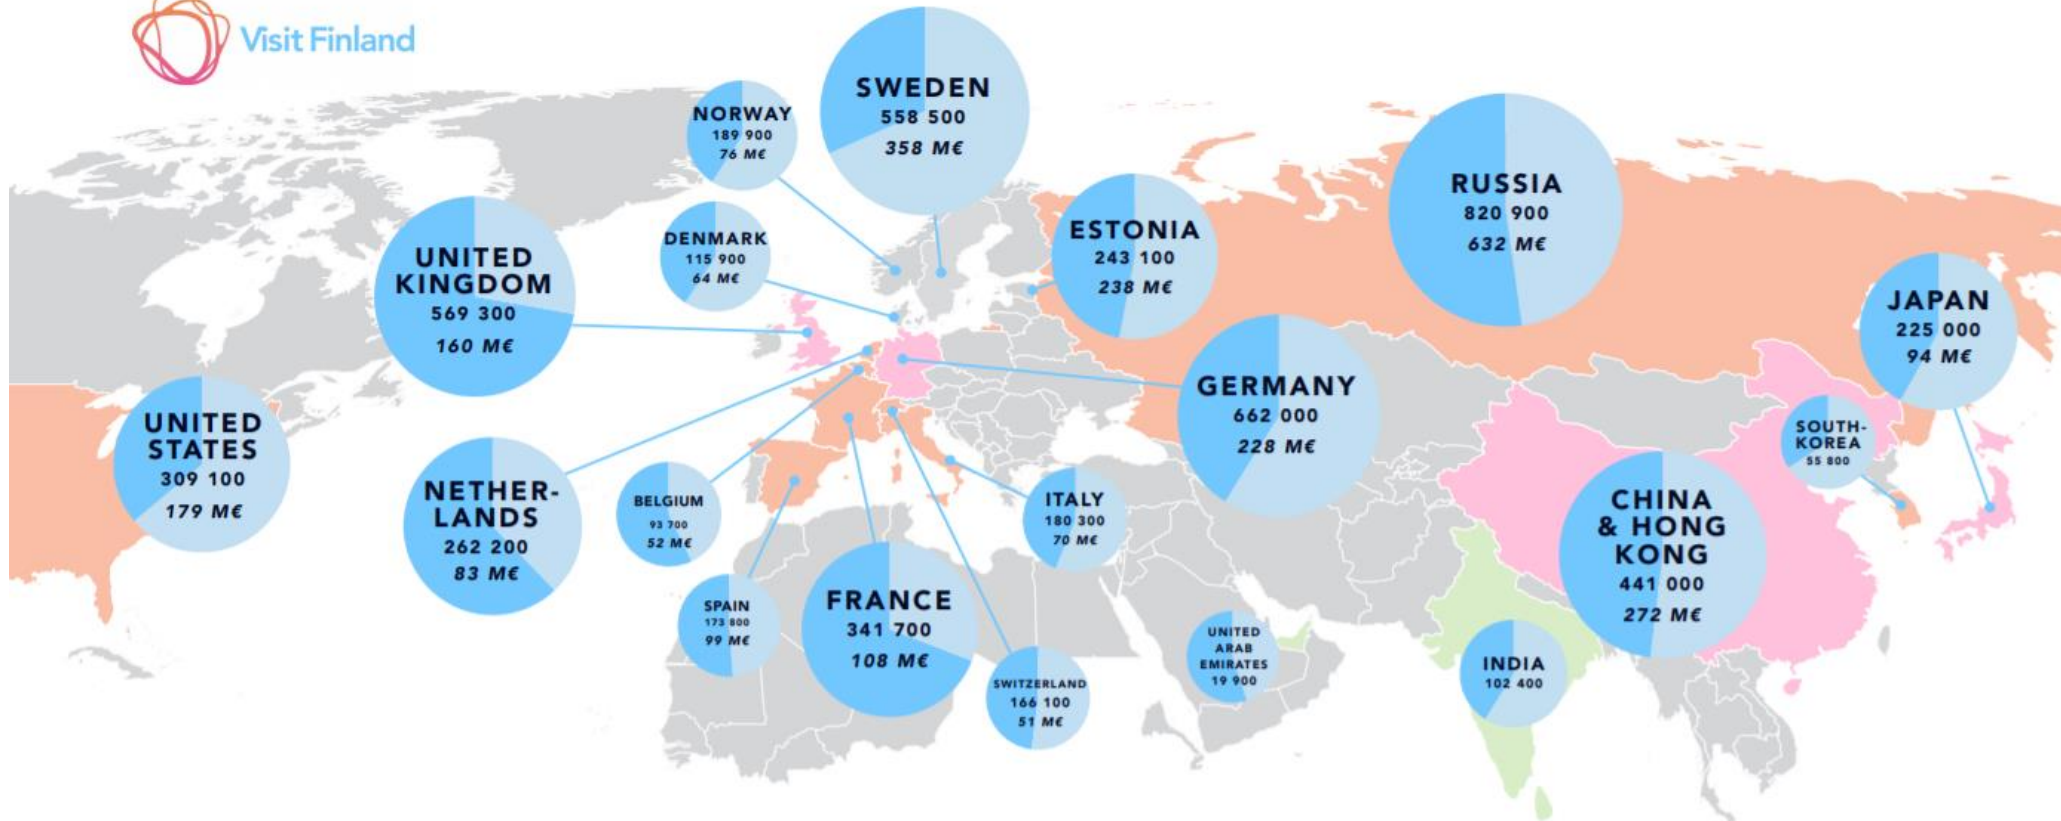 Visit Finland
NORWAY
189 900
76 M€
SWEDEN
558 500
358 M€
RUSSIA
820 900
632 M€
UNITED
KINGDOM
569 300
160 M€
DENMARK
115 900
64 M€
ESTONIA
243 100
238 M€
JAPAN
225 000
94 M€
UNITED
STATES
309 100
179 M€
GERMANY
662 000
228 M€
SOUTH-
KOREA
55 800
NETHER-
LANDS
262 200
83 M€
BELGIUM
93 700
52 M€
ITALY
180 300
70 M€
CHINA
& HONG
KONG
441 000
272 M€
SPAIN
173 800
99 M€
FRANCE
341 700
108 M€
SWITZERLAND
166 100
51 M€
UNITED
ARAB
EMIRATES
19 900
INDIA
102 400